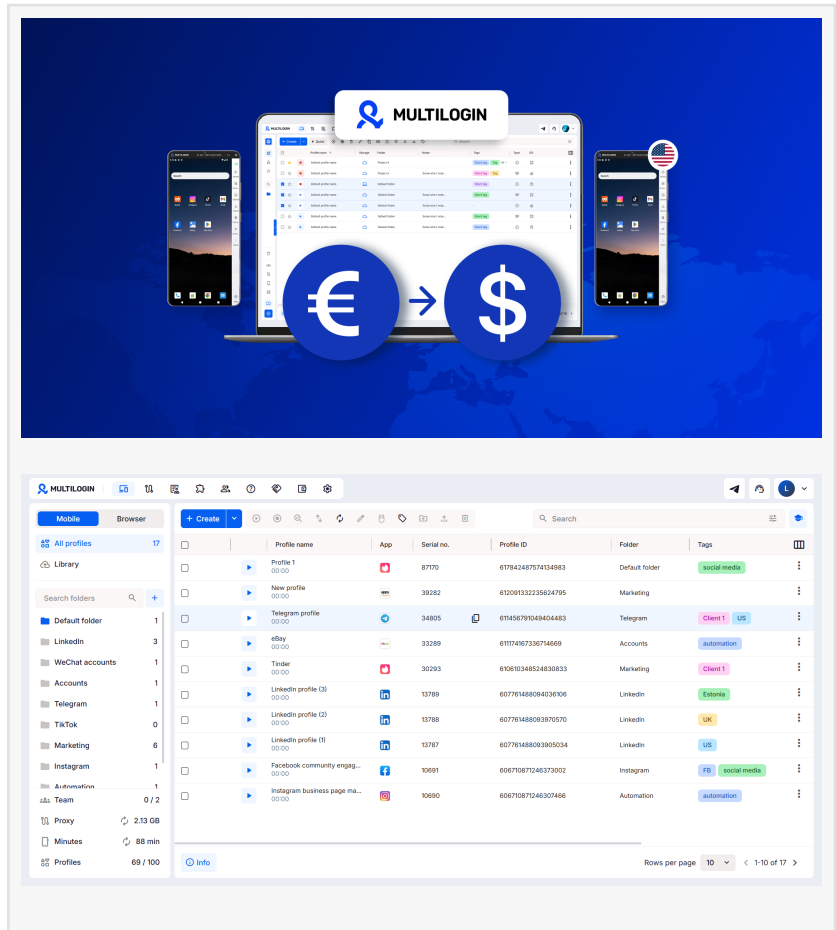 MULTILOGIN
€ → $
MULTILOGIN
L
Mobile Browser
+ Create
Search
All profiles 17
Library
Search folders
Default folder 1
LinkedIn 3
WeChat accounts 1
Accounts 1
Telegram 1
TikTok 0
Marketing 6
Instagram 1
Automation 1
Team 0 / 2
Proxy 2.13 GB
Minutes 88 min
Profiles 69 / 100
Profile name App Serial no. Profile ID Folder Tags
Profile 1
00:00
87170 617842487574134983 Default folder social media
New profile
00:00
39282 612091332235624795 Marketing
Telegram profile
00:00
34805 611456791049404483 Telegram Client 1 US
eBay
00:00
33289 611174167336714669 Accounts automation
Tinder
00:00
30293 610610348524830833 Marketing Client 1
LinkedIn profile (3)
00:00
13789 607761488094036106 LinkedIn Estonia
LinkedIn profile (2)
00:00
13788 607761488093970570 LinkedIn UK
LinkedIn profile (1)
00:00
13787 607761488093905034 LinkedIn US
Facebook community engag...
00:00
10691 606710871246373002 Instagram FB social media
Instagram business page ma...
00:00
10690 606710871246307466 Automation automation
Info
Rows per page 10 1-10 of 17